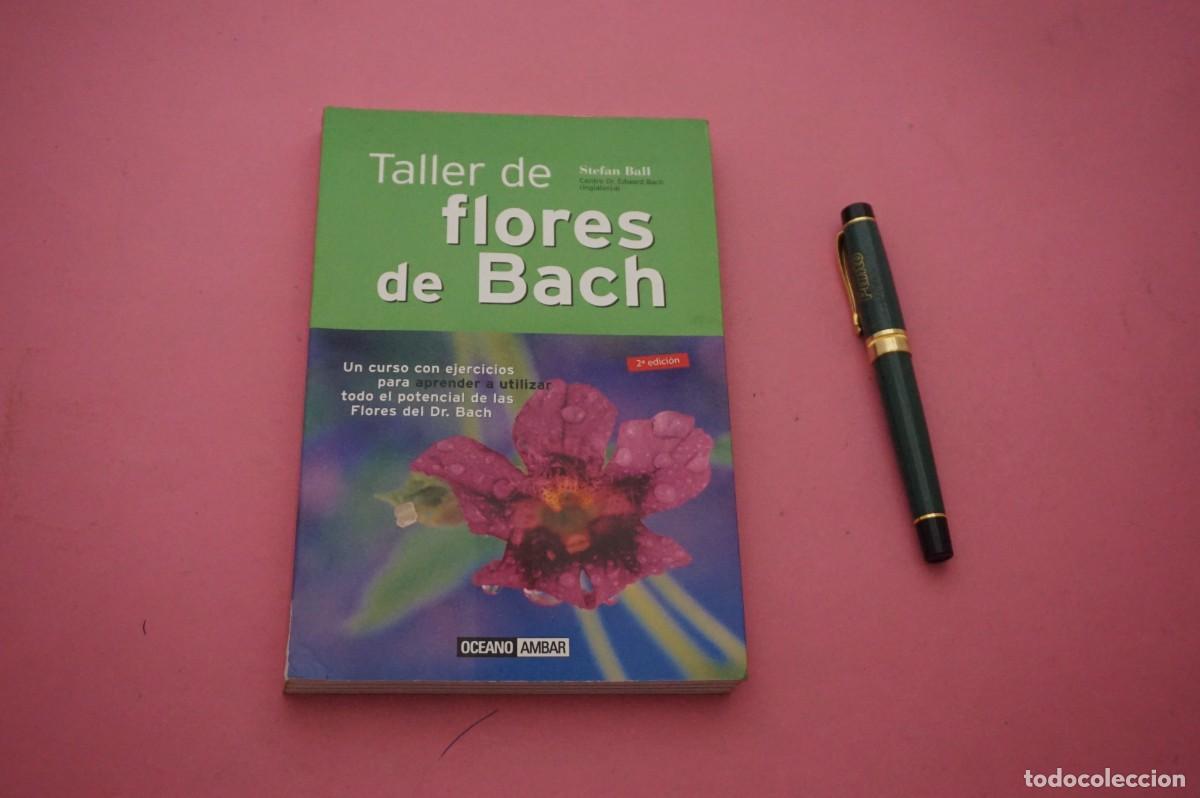 Taller de
flores
de Bach
Stefan Ball
Centro Dr. Edward Bach
(Inglaterra)
Un curso con ejercicios
para aprender a utilizar
todo el potencial de las
Flores del Dr. Bach
2ª edición
OCEANO AMBAR
todocoleccion